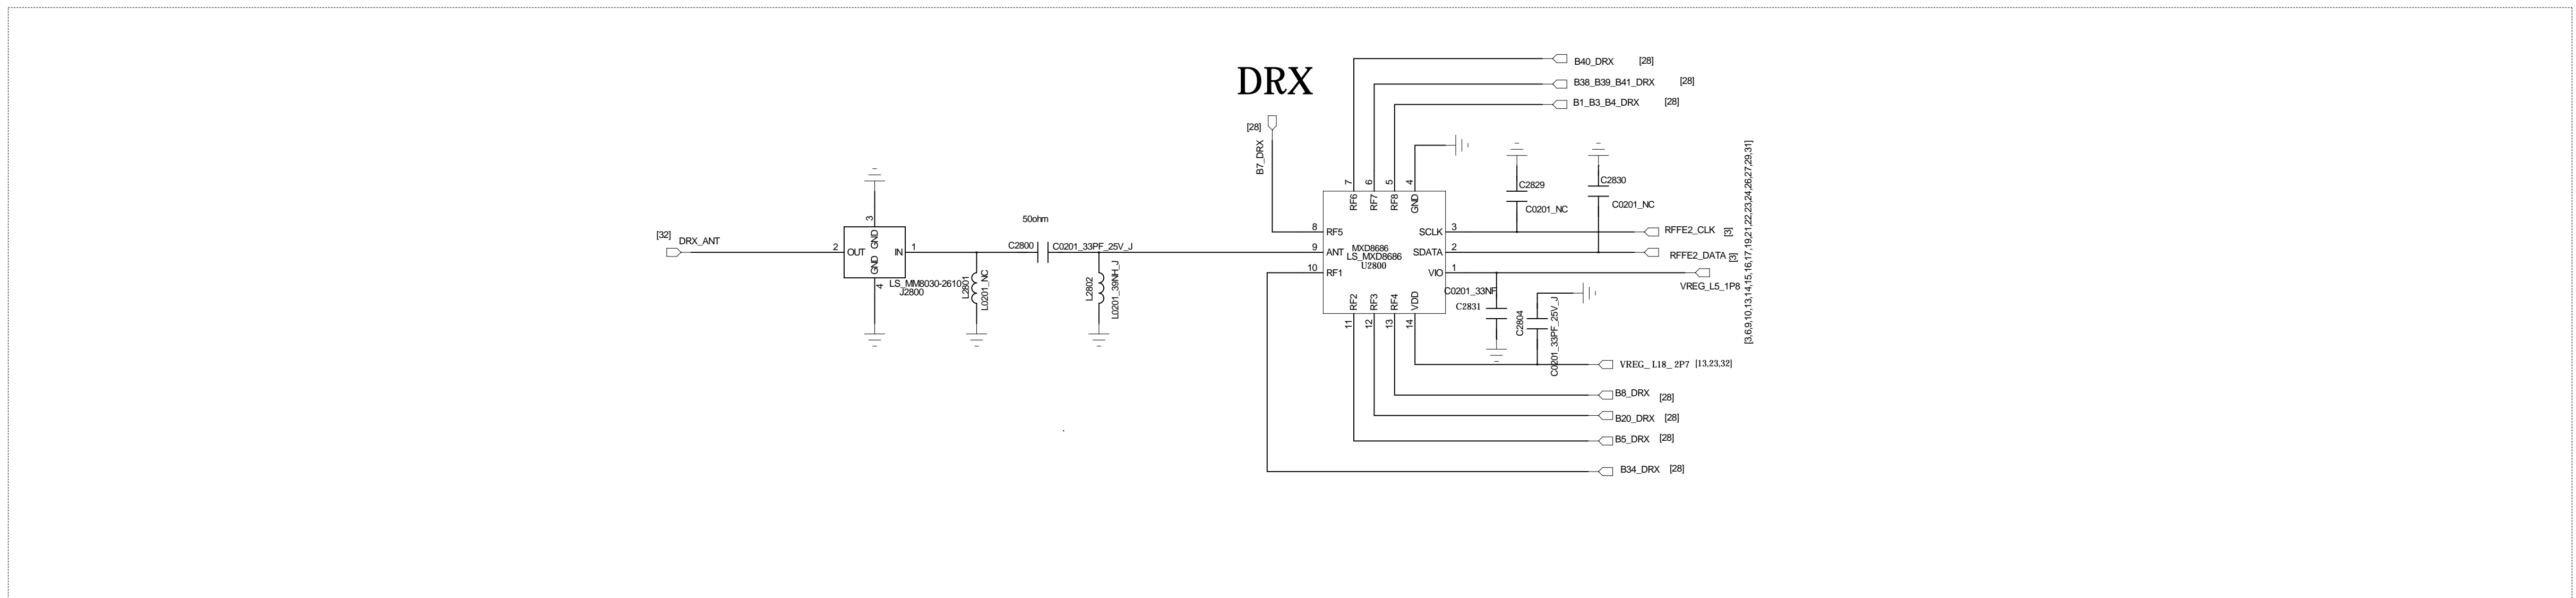 DRX
B40_DRX [28]
B38_B39_B41_DRX [28]
B1_B3_B4_DRX [28]
[28]
B7_DRX
7
6
5
4
RF6
RF7
RF8
GND
C2829
C0201_NC
C2830
C0201_NC
[3,6,9,10,13,14,15,16,17,19,21,22,23,24,26,27,29,31]
[32] DRX_ANT
2
OUT
3
GND
GND
4
IN
1
LS_MM8030-2610
J2800
L2801
L0201_NC
50ohm
C2800
C0201_33PF_25V_J
L2802
L0201_39NH_J
8 RF5
9 ANT
10 RF1
MXD8686
LS_MXD8686
U2800
SCLK 3
SDATA 2
VIO 1
RFFE2_CLK [3]
RFFE2_DATA [3]
VREG_L5_1P8
RF2
RF3
RF4
VDD
11
12
13
14
C0201_33NF
C2831
C2804
C0201_33PF_25V_J
VREG_L18_2P7 [13,23,32]
B8_DRX [28]
B20_DRX [28]
B5_DRX [28]
B34_DRX [28]